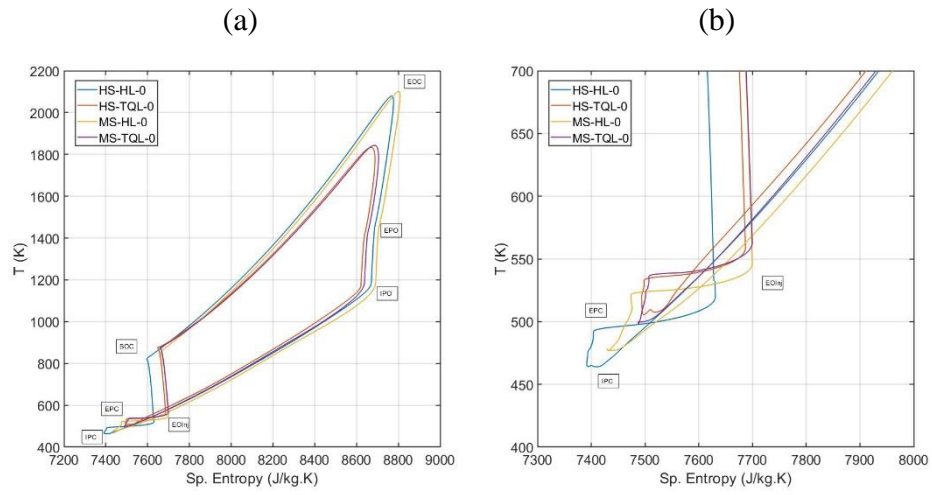 (a)
(b)
2200
2000
1800
1600
1400
1200
1000
800
600
400
T (K)
HS-HL-0
HS-TQL-0
MS-HL-0
MS-TQL-0
EOC
EPO
IPO
SOC
EPC
EOInj
IPC
7200 7400 7600 7800 8000 8200 8400 8600 8800 9000
Sp. Entropy (J/kg.K)
700
650
600
550
500
450
400
T (K)
HS-HL-0
HS-TQL-0
MS-HL-0
MS-TQL-0
EOInj
EPC
IPC
7300 7400 7500 7600 7700 7800 7900 8000
Sp. Entropy (J/kg.K)